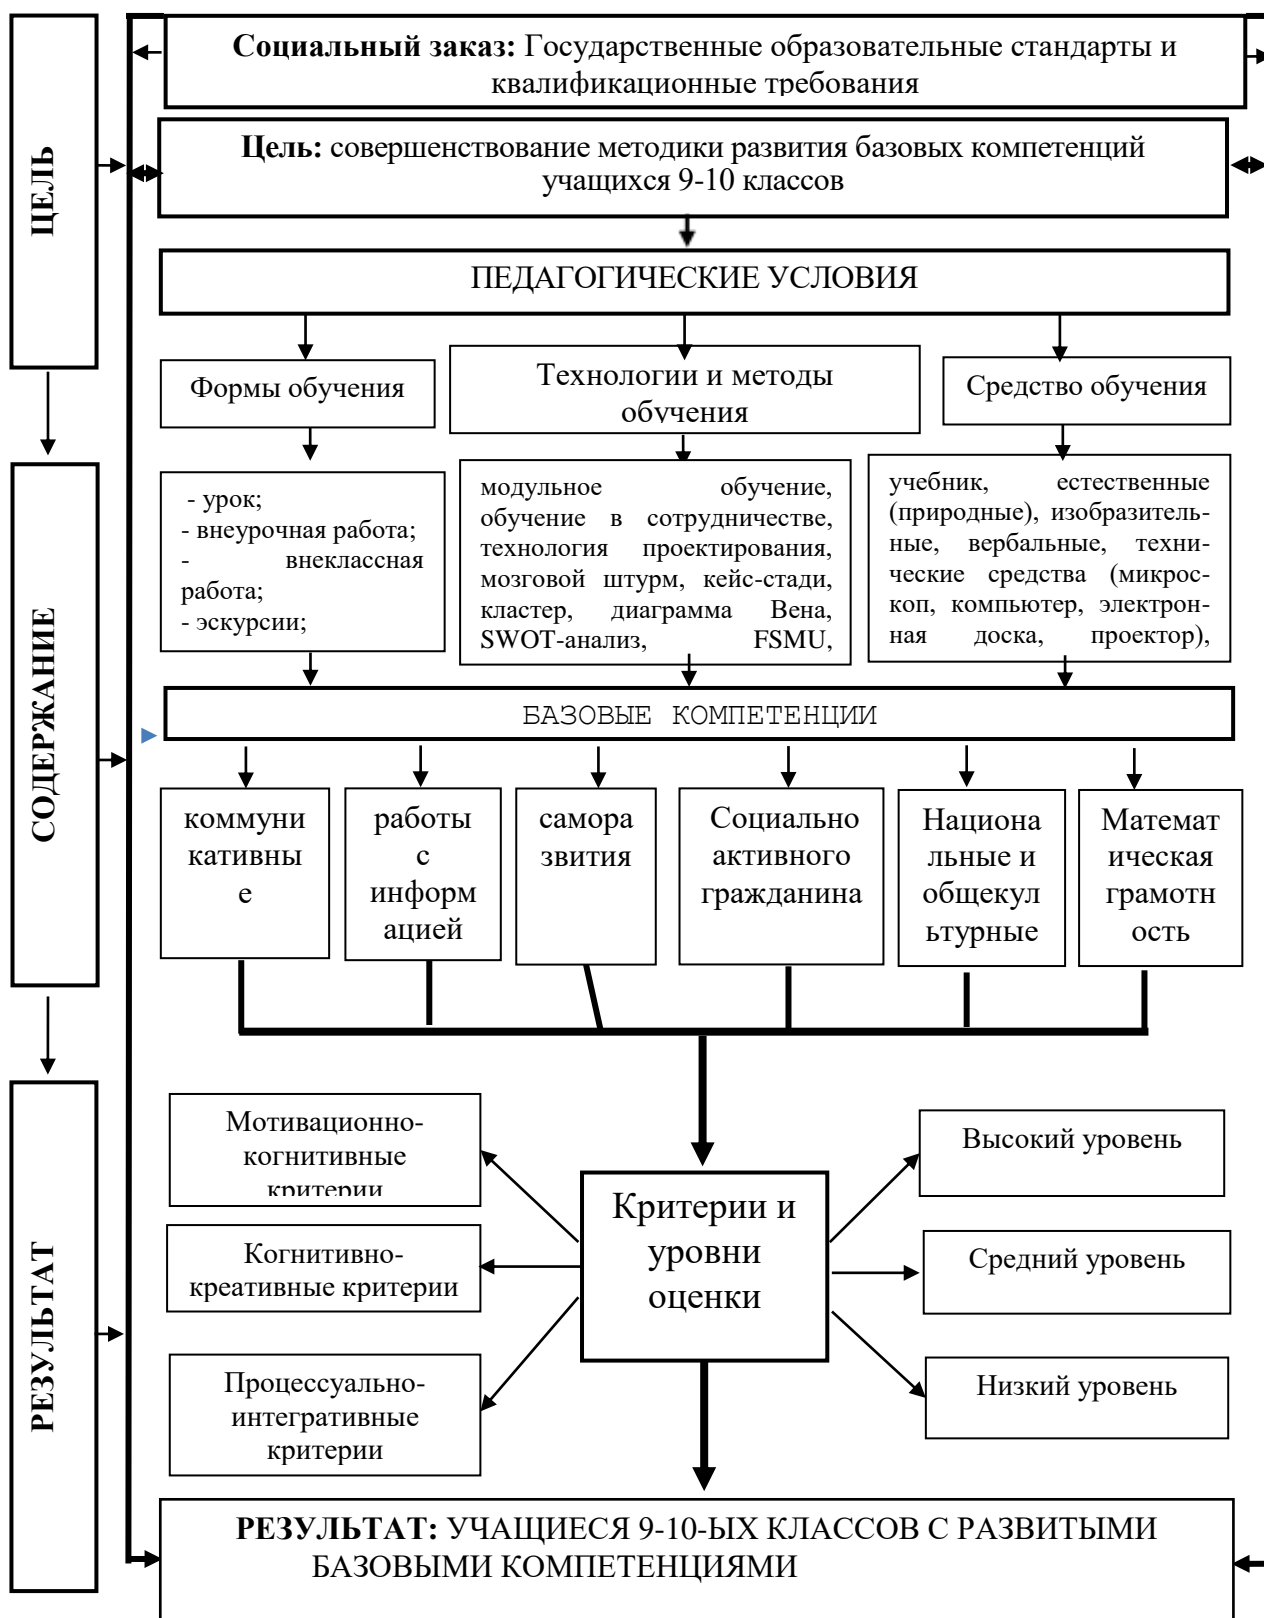 Социальный заказ: Государственные образовательные стандарты и
квалификационные требования
ЦЕЛЬ
Цель: совершенствование методики развития базовых компетенций
учащихся 9-10 классов
ПЕДАГОГИЧЕСКИЕ УСЛОВИЯ
Формы обучения
Технологии и методы
обучения
Средство обучения
- урок;
- внеурочная работа;
- внеклассная
работа;
- эскурсии;
модульное обучение,
обучение в сотрудничестве,
технология проектирования,
мозговой штурм, кейс-стади,
кластер, диаграмма Вена,
SWOT-анализ, FSMU,
учебник, естественные
(природные), изобразитель-
ные, вербальные, техни-
ческие средства (микрос-
коп, компьютер, электрон-
ная доска, проектор),
СОДЕРЖАНИЕ
БАЗОВЫЕ КОМПЕТЕНЦИИ
коммуни
кативны
е
работы
с
информ
ацией
самора
звития
Социально
активного
гражданина
Национа
льные и
общекул
ьтурные
Математ
ическая
грамотн
ость
РЕЗУЛЬТАТ
Мотивационно-
когнитивные
критерии
Когнитивно-
креативные критерии
Процессуально-
интегративные
критерии
Критерии и
уровни
оценки
Высокий уровень
Средний уровень
Низкий уровень
РЕЗУЛЬТАТ: УЧАЩИЕСЯ 9-10-ЫХ КЛАССОВ С РАЗВИТЫМИ
БАЗОВЫМИ КОМПЕТЕНЦИЯМИ